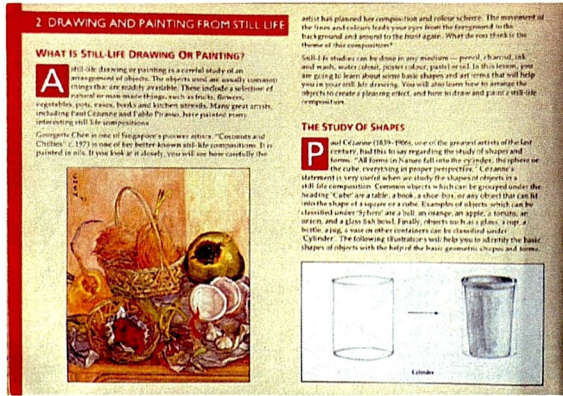 2 DRAWING AND PAINTING FROM STILL LIFE
WHAT IS STILL-LIFE DRAWING OR PAINTING?
A still-life drawing or painting is a careful study of an
arrangement of objects. The objects used are usually common
things that are readily available. These include a selection of
natural or man-made things, such as fruits, flowers,
vegetables, pots, vases, books and kitchen utensils. Many great artists,
including Paul Cézanne and Pablo Picasso, have painted many
interesting still-life compositions.
Georgette Chen is one of Singapore's pioneer artists. "Coconuts and
Chillies" c. 1973 is one of her better-known still-life compositions. It is
painted in oils. If you look at it closely, you will see how carefully the
artist has planned her composition and colour scheme. The movement of
the lines and colours leads your eyes from the foreground to the
background and around to the front again. What do you think is the
theme of this composition?
Still-life studies can be done in any medium — pencil, charcoal, ink
and wash, water colour, poster colour, pastel or oil. In this lesson, you
are going to learn about some basic shapes and art terms that will help
you in your still-life drawing. You will also learn how to arrange the
objects to create a pleasing effect, and how to draw and paint a still-life
composition.
THE STUDY OF SHAPES
Paul Cézanne (1839-1906), one of the greatest artists of the last
century, had this to say regarding the study of shapes and
forms: "All forms in Nature fall into the cylinder, the sphere or
the cube, everything in proper perspective." Cézanne's
statement is very useful when we study the shapes of objects in a
still-life composition. Common objects which can be grouped under the
heading 'Cube' are a table, a book, a shoe-box, or any object that can fit
into the shape of a square or a cube. Examples of objects which can be
classified under 'Sphere' are a ball, an orange, an apple, a tomato, an
onion, and a glass fish bowl. Finally, objects such as a glass, a cup, a
bottle, a jug, a vase or other containers can be classified under
'Cylinder'. The following illustrations will help you to identify the basic
shapes of objects with the help of the basic geometric shapes and forms.
Cylinder